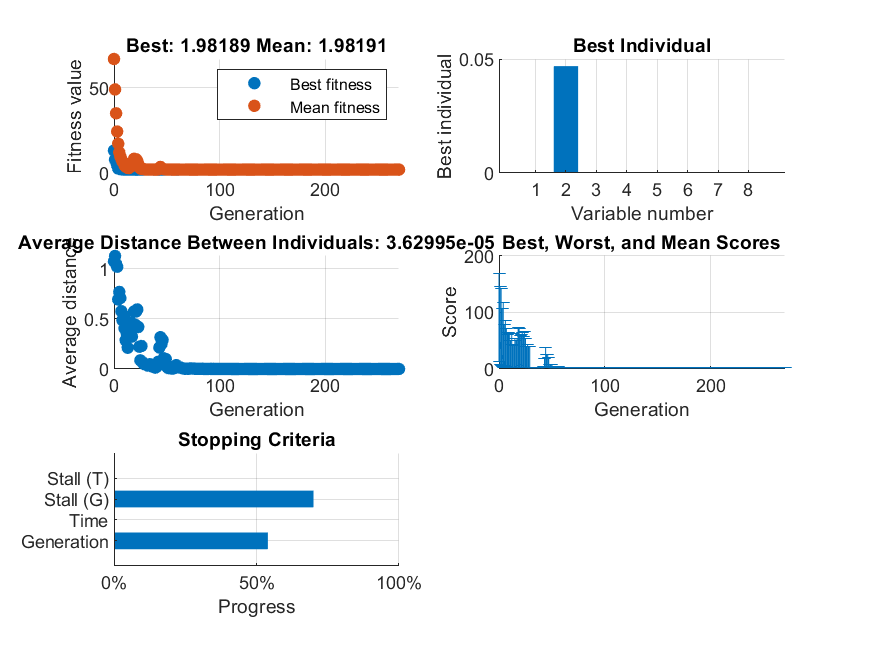 Best: 1.98189 Mean: 1.98191
Fitness value
50
0
Best fitness
Mean fitness
0 100 200
Generation
Best Individual
Best individual
0.05
0
1 2 3 4 5 6 7 8
Variable number
Average Distance Between Individuals: 3.62995e-05
Average distance
1
0.5
0
0 100 200
Generation
Best, Worst, and Mean Scores
Score
200
100
0
0 100 200
Generation
Stopping Criteria
Stall (T)
Stall (G)
Time
Generation
0% 50% 100%
Progress